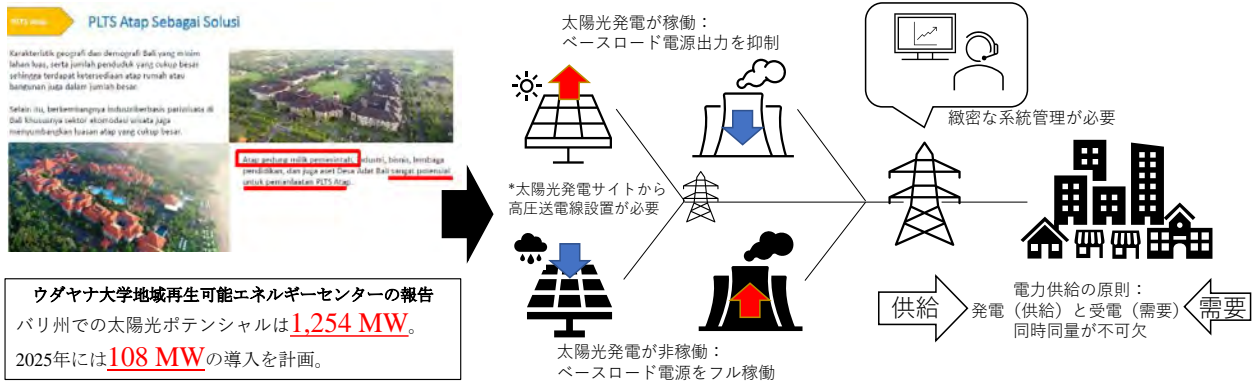 PLTS Atap
PLTS Atap Sebagai Solusi
Karakteristik geografi dan demografi Bali yang minim
lahan luas, serta jumlah penduduk yang cukup besar
sehingga terdapat ketersediaan atap rumah atau
bangunan juga dalam jumlah besar.
Selain itu, berkembangnya industri berbasis pariwisata di
Bali khususnya sektor akomodasi wisata juga
menyumbangkan luasan atap yang cukup besar.
Atap gedung milik pemerintah, industri, bisnis, lembaga
pendidikan, dan juga aset Desa Adat Bali sangat potensial
untuk pemanfaatan PLTS Atap.
ウダヤナ大学地域再生可能エネルギーセンターの報告
バリ州での太陽光ポテンシャルは1,254 MW。
2025年には108 MWの導入を計画。
太陽光発電が稼働：
ベースロード電源出力を抑制
*太陽光発電サイトから
高圧送電線設置が必要
太陽光発電が非稼働：
ベースロード電源をフル稼働
緻密な系統管理が必要
供給
電力供給の原則：
発電（供給）と受電（需要）
同時同量が不可欠
需要